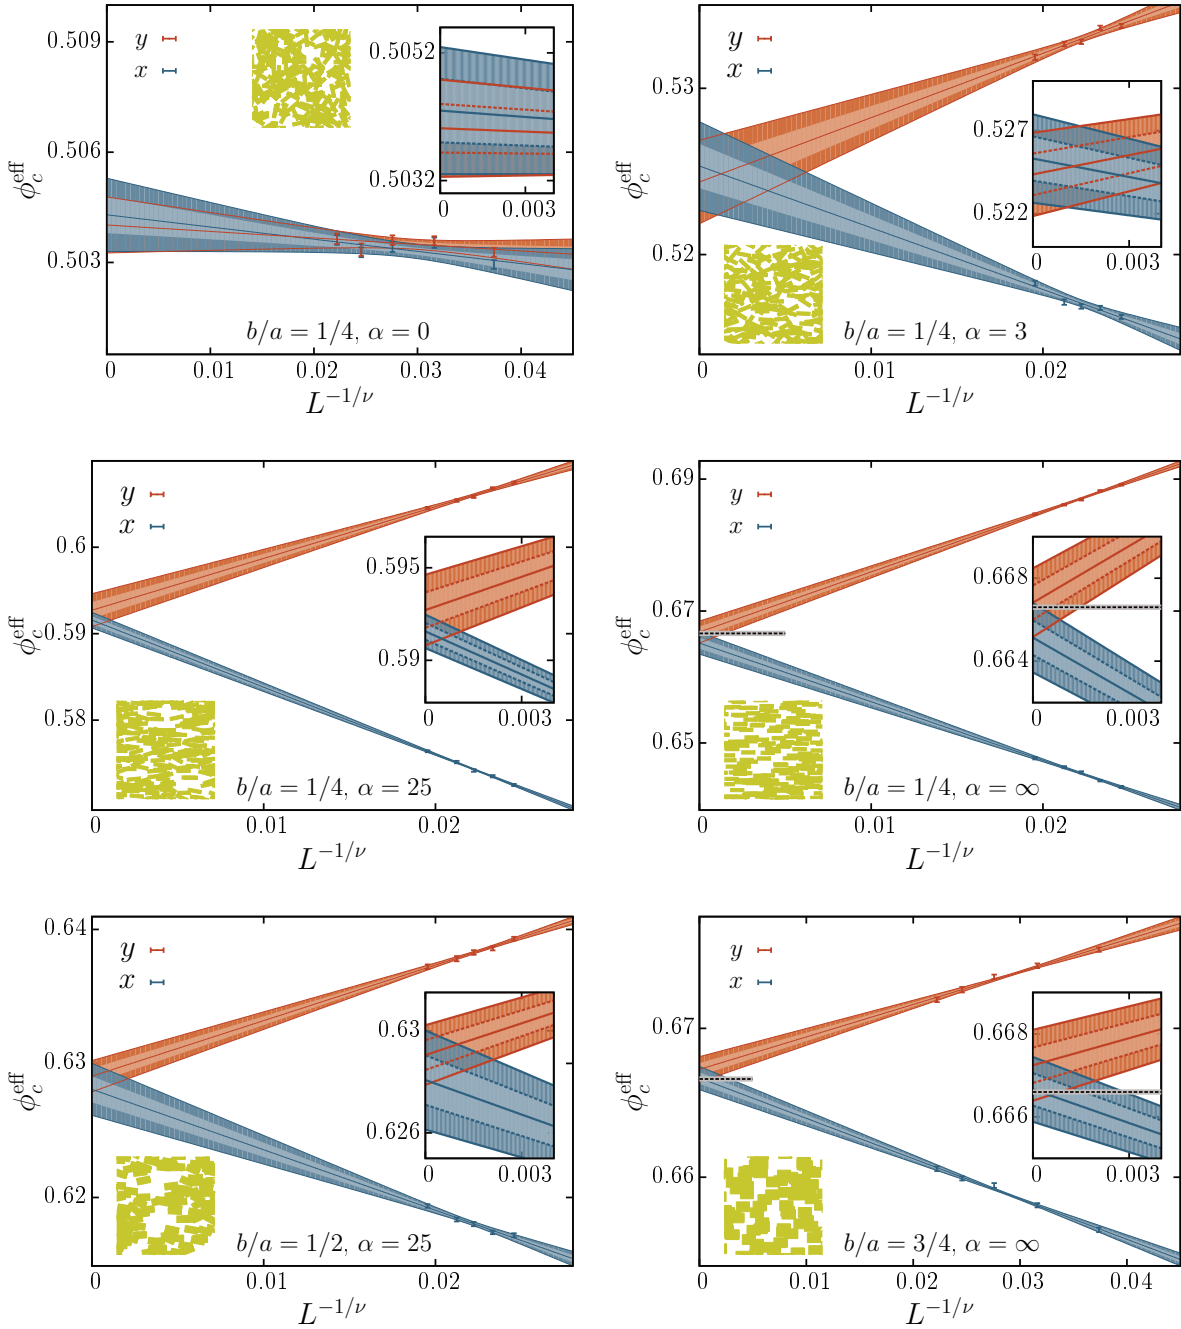 0.509
0.506
0.503
ϕ_c^eff
y
x
0.5052
0.5032
0
0.003
b/a = 1/4, α = 0
0
0.01
0.02
0.03
0.04
L^{−1/ν}
0.53
0.52
ϕ_c^eff
y
x
0.527
0.522
0
0.003
b/a = 1/4, α = 3
0
0.01
0.02
L^{−1/ν}
0.6
0.59
0.58
ϕ_c^eff
y
x
0.595
0.59
0
0.003
b/a = 1/4, α = 25
0
0.01
0.02
L^{−1/ν}
0.69
0.67
0.65
ϕ_c^eff
y
x
0.668
0.664
0
0.003
b/a = 1/4, α = ∞
0
0.01
0.02
L^{−1/ν}
0.64
0.63
0.62
ϕ_c^eff
y
x
0.63
0.626
0
0.003
b/a = 1/2, α = 25
0
0.01
0.02
L^{−1/ν}
0.67
0.66
ϕ_c^eff
y
x
0.668
0.666
0
0.003
b/a = 3/4, α = ∞
0
0.01
0.02
0.03
0.04
L^{−1/ν}